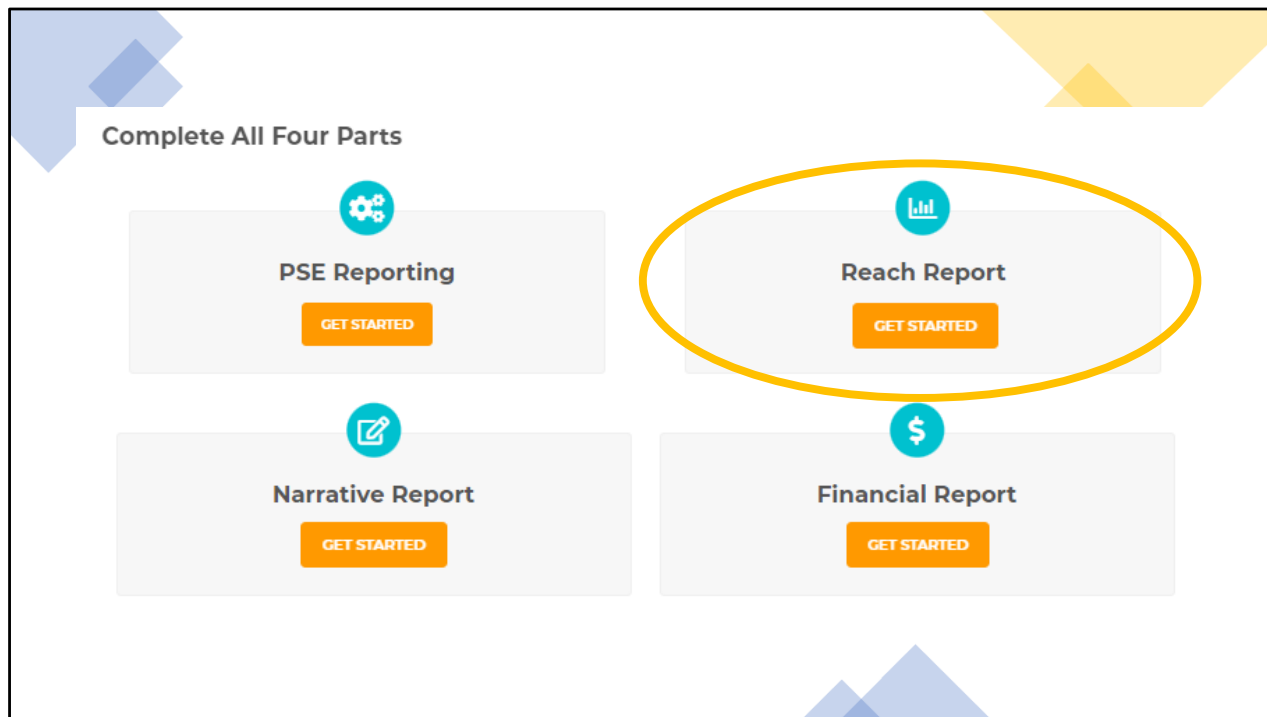 Complete All Four Parts
PSE Reporting
GET STARTED
Reach Report
GET STARTED
Narrative Report
GET STARTED
Financial Report
GET STARTED